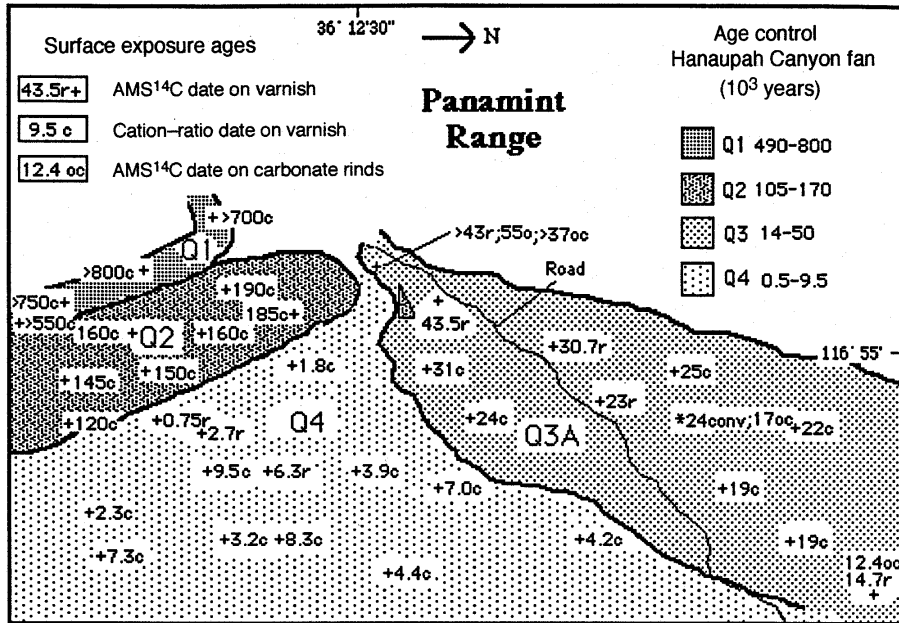 36° 12'30"
N
Surface exposure ages
43.5r+ AMS14C date on varnish
9.5 c Cation-ratio date on varnish
12.4 oc AMS14C date on carbonate rinds
Panamint
Range
Age control
Hanaupah Canyon fan
(10³ years)
Q1 490-800
Q2 105-170
Q3 14-50
Q4 0.5-9.5
+>700c
Q1
>800c+
>750c+
+>550c
>43r;55c;>37oc
Road
+190c
185c+
160c+
Q2
+160c
+150c
+145c
+120c
+
43.5r
+30.7r
116 55'
+31c
+25c
+1.8c
+0.75r
+2.7r
Q4
+24c
Q3A
+23r
*24conv;17oc
+22c
+9.5c
+6.3r
+3.9c
+7.0c
+19c
+2.3c
+3.2c
+8.3c
+7.3c
+4.4c
+4.2c
+19c
12.4oc
14.7r
+